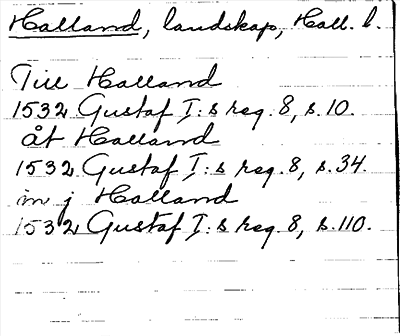 Halland, landskap, Hall. l.
Till Halland
1532 Gustaf I:s reg. 8, s. 10.
åt Halland
1532 Gustaf I:s reg. 8, s. 34.
in j Halland
1532 Gustaf I:s reg. 8, s. 110.